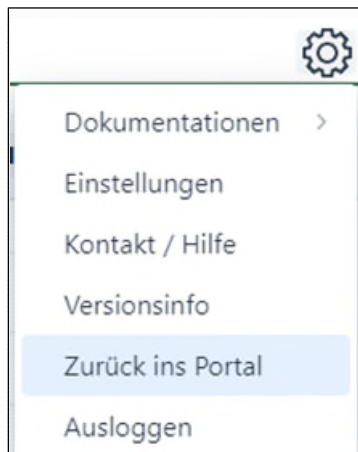 Dokumentationen
Einstellungen
Kontakt / Hilfe
Versionsinfo
Zurück ins Portal
Ausloggen